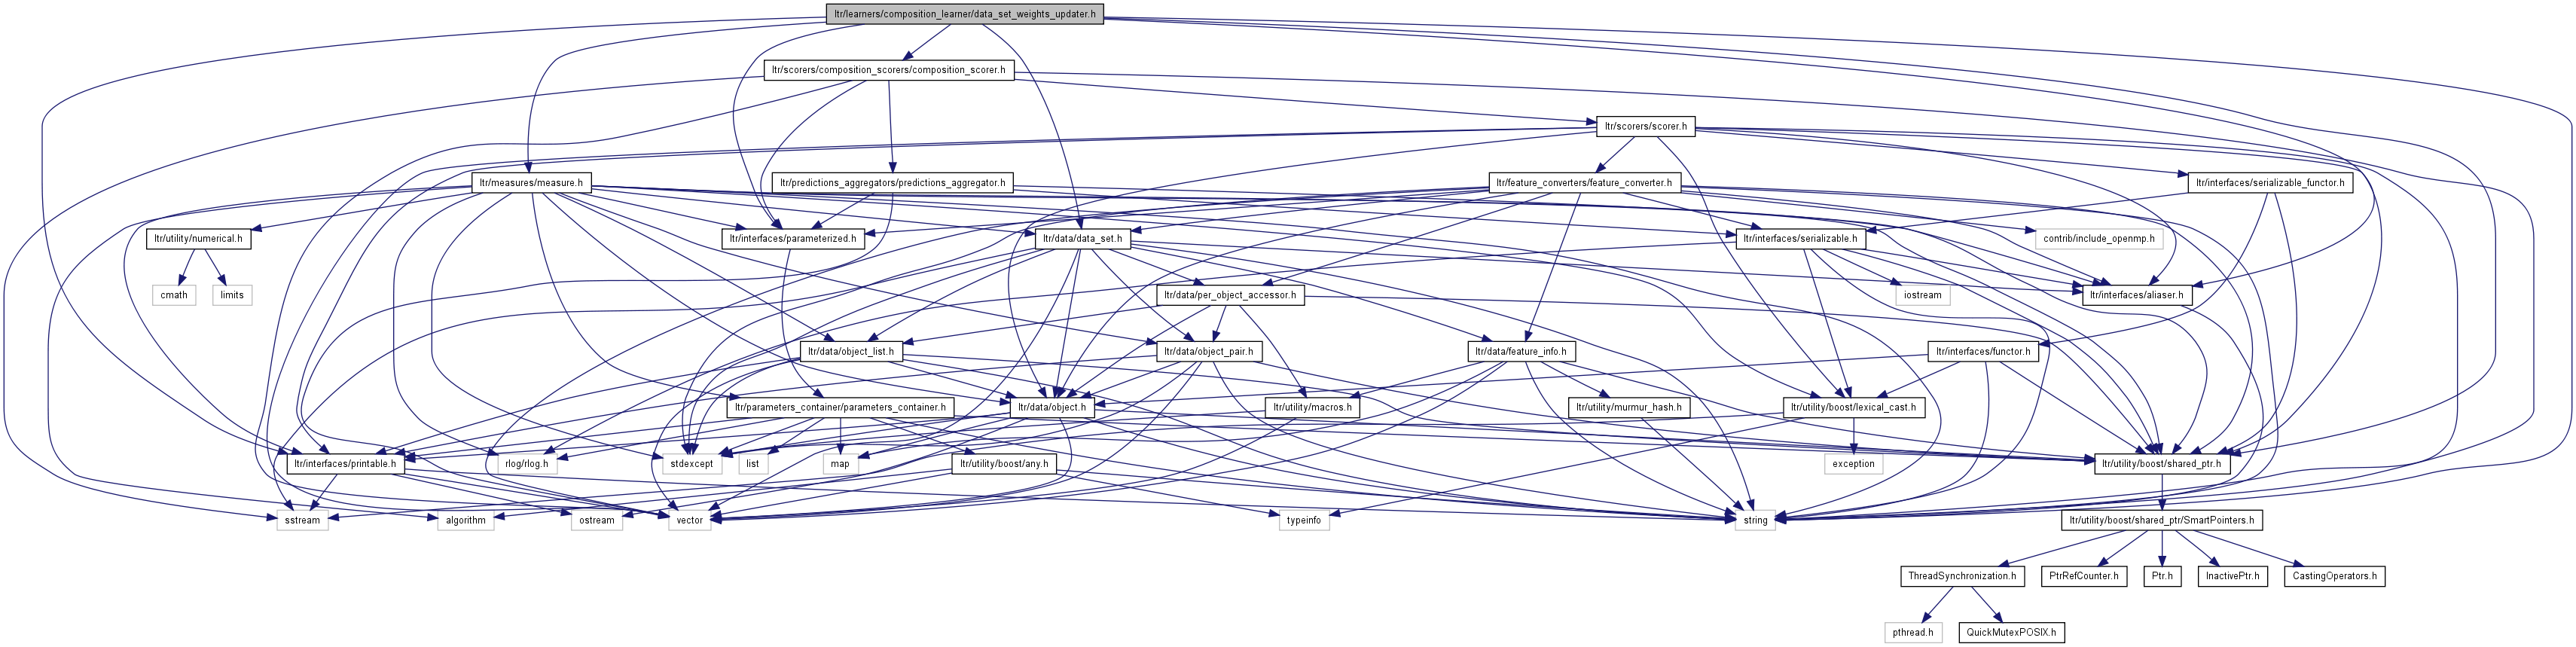 ltr/learners/composition_learner/data_set_weights_updater.h
ltr/scorers/composition_scorers/composition_scorer.h
ltr/scorers/scorer.h
ltr/measures/measure.h
ltr/predictions_aggregators/predictions_aggregator.h
ltr/feature_converters/feature_converter.h
ltr/interfaces/serializable_functor.h
ltr/utility/numerical.h
ltr/interfaces/parameterized.h
ltr/data/data_set.h
ltr/interfaces/serializable.h
contrib/include_openmp.h
cmath
limits
ltr/data/per_object_accessor.h
iostream
ltr/interfaces/aliaser.h
ltr/data/object_list.h
ltr/data/object_pair.h
ltr/data/feature_info.h
ltr/interfaces/functor.h
ltr/parameters_container/parameters_container.h
ltr/data/object.h
ltr/utility/macros.h
ltr/utility/murmur_hash.h
ltr/utility/boost/lexical_cast.h
ltr/interfaces/printable.h
rlog/rlog.h
stdexcept
list
map
ltr/utility/boost/any.h
exception
ltr/utility/boost/shared_ptr.h
sstream
algorithm
ostream
vector
typeinfo
string
ltr/utility/boost/shared_ptr/SmartPointers.h
ThreadSynchronization.h
PtrRefCounter.h
Ptr.h
InactivePtr.h
CastingOperators.h
pthread.h
QuickMutexPOSIX.h